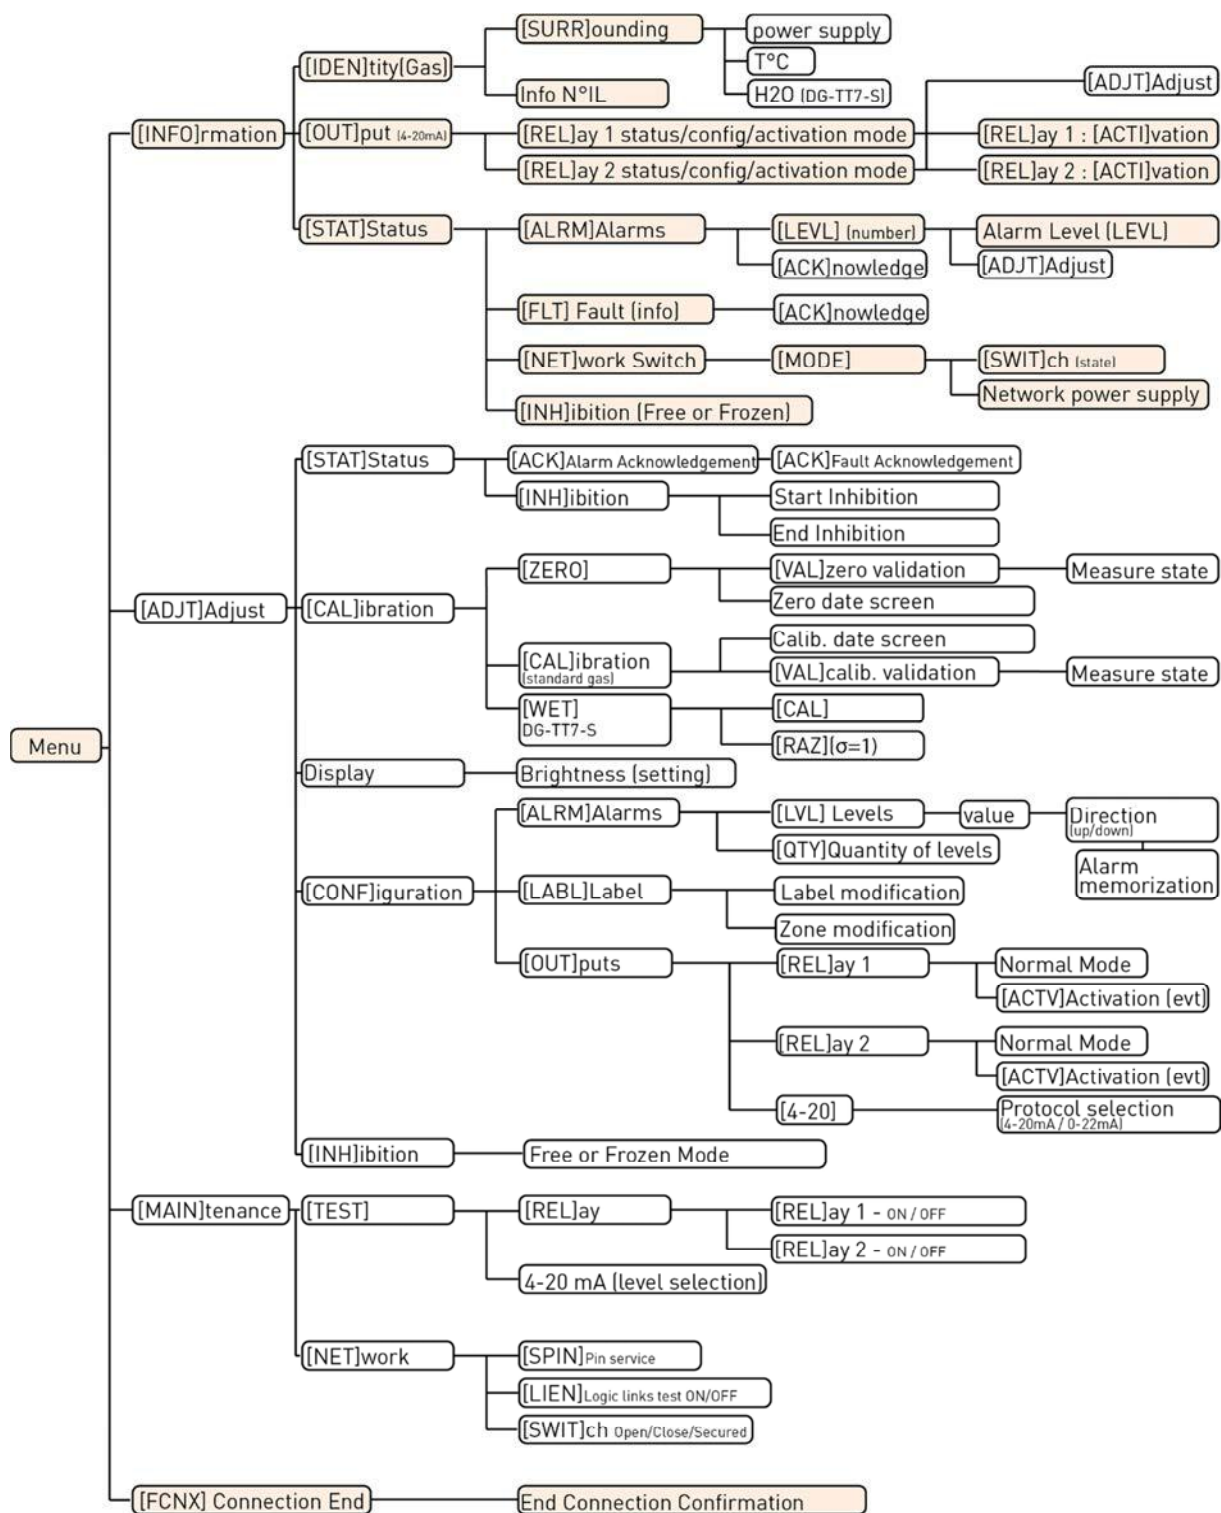 [SURR]ounding
power supply
[IDEN]tity(Gas)
T°C
[ADJT]Adjust
Info N°IL
H2O (DG-TT7-S)
[INFO]rmation
[OUT]put (4-20mA)
[REL]ay 1 status/config/activation mode
[REL]ay 1 : [ACTI]vation
[REL]ay 2 status/config/activation mode
[REL]ay 2 : [ACTI]vation
[STAT]Status
[ALRM]Alarms
[LEVL] (number)
Alarm Level (LEVL)
[ACK]nowledge
[ADJT]Adjust
[FLT] Fault (info)
[ACK]nowledge
[NET]work Switch
[MODE]
[SWIT]ch (state)
Network power supply
[INH]ibition (Free or Frozen)
[STAT]Status
[ACK]Alarm Acknowledgement
[ACK]Fault Acknowledgement
[INH]ibition
Start Inhibition
End Inhibition
[ZERO]
[VAL]zero validation
Measure state
Zero date screen
[ADJT]Adjust
[CAL]ibration
Calib. date screen
[CAL]ibration
(standard gas)
[VAL]calib. validation
Measure state
[WET]
DG-TT7-S
[CAL]
[RAZ](σ=1)
Menu
Display
Brightness (setting)
[ALRM]Alarms
[LVL] Levels
value
Direction
(up/down)
[QTY]Quantity of levels
Alarm
memorization
[CONF]iguration
[LABL]Label
Label modification
Zone modification
[OUT]puts
[REL]ay 1
Normal Mode
[ACTV]Activation (evt)
[REL]ay 2
Normal Mode
[ACTV]Activation (evt)
[4-20]
Protocol selection
(4-20mA / 0-22mA)
[INH]ibition
Free or Frozen Mode
[MAIN]tenance
[TEST]
[REL]ay
[REL]ay 1 - ON / OFF
[REL]ay 2 - ON / OFF
4-20 mA (level selection)
[NET]work
[SPIN]Pin service
[LIEN]Logic links test ON/OFF
[SWIT]ch Open/Close/Secured
[FCNX] Connection End
End Connection Confirmation